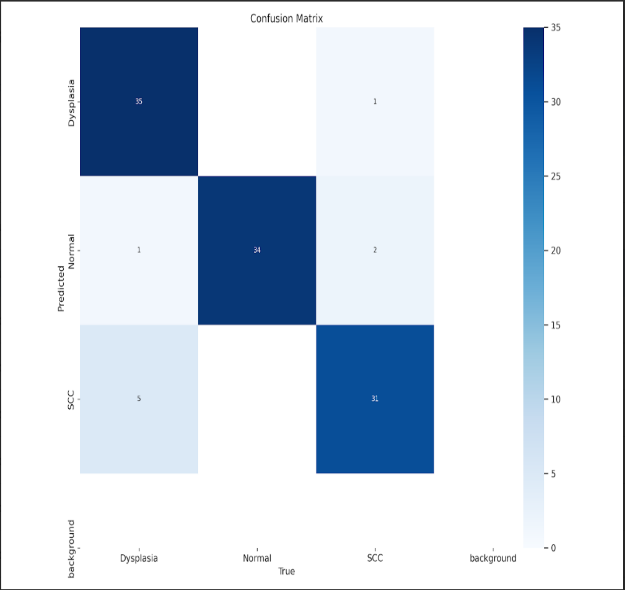 Confusion Matrix
Predicted
Dysplasia
35
1
Normal
1
34
2
SCC
5
31
background
Dysplasia
Normal
SCC
background
True
35
30
25
20
15
10
5
0